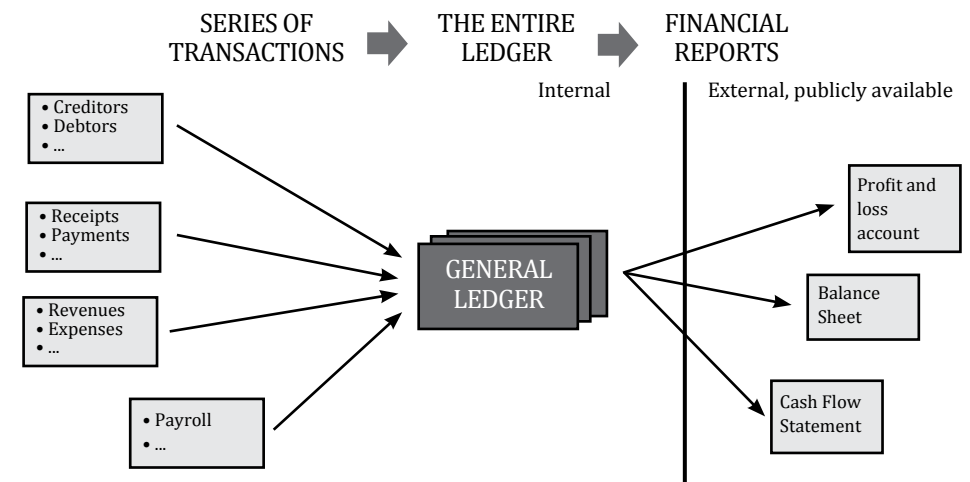 SERIES OF
TRANSACTIONS
THE ENTIRE
LEDGER
FINANCIAL
REPORTS
Internal
External, publicly available
• Creditors
• Debtors
• ...
• Receipts
• Payments
• ...
• Revenues
• Expenses
• ...
• Payroll
• ...
GENERAL
LEDGER
Profit and
loss
account
Balance
Sheet
Cash Flow
Statement